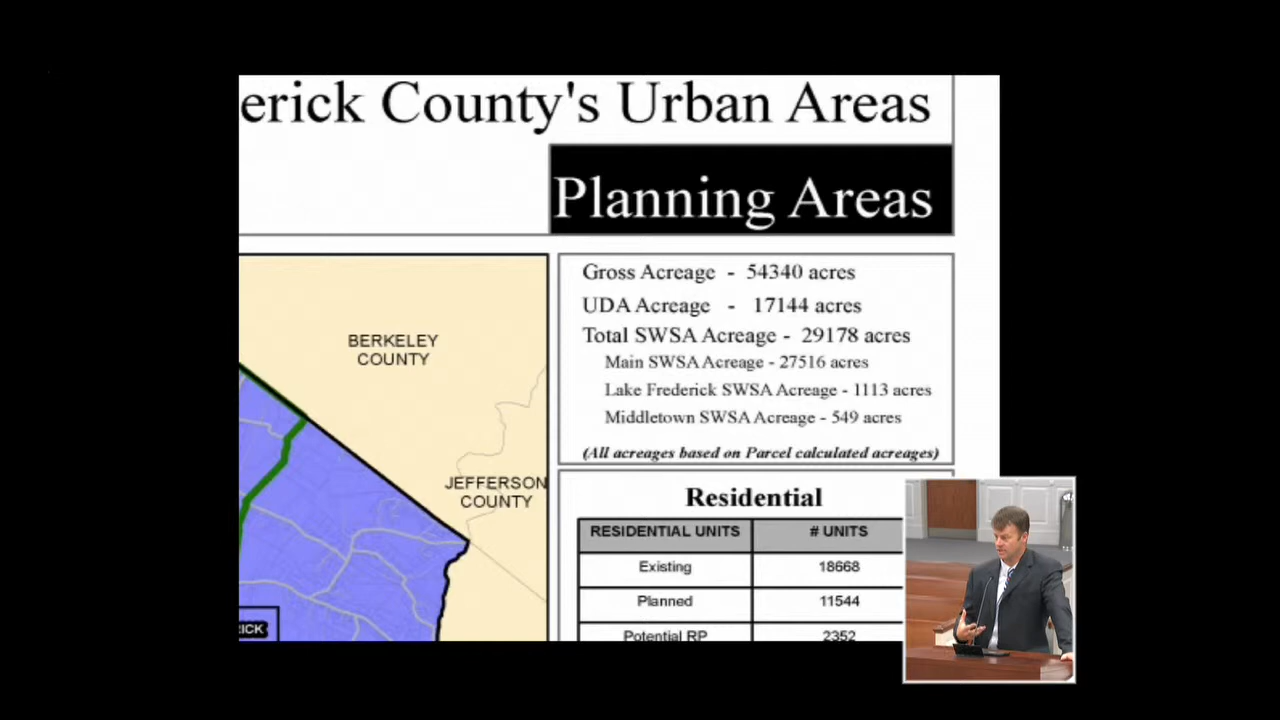 erick County's Urban Areas
Planning Areas
BERKELEY
COUNTY
JEFFERSON
COUNTY
RICK
Gross Acreage - 54340 acres
UDA Acreage - 17144 acres
Total SWSA Acreage - 29178 acres
Main SWSA Acreage - 27516 acres
Lake Frederick SWSA Acreage - 1113 acres
Middletown SWSA Acreage - 549 acres
(All acreages based on Parcel calculated acreages)
Residential
RESIDENTIAL UNITS # UNITS
Existing 18668
Planned 11544
Potential RP 2352